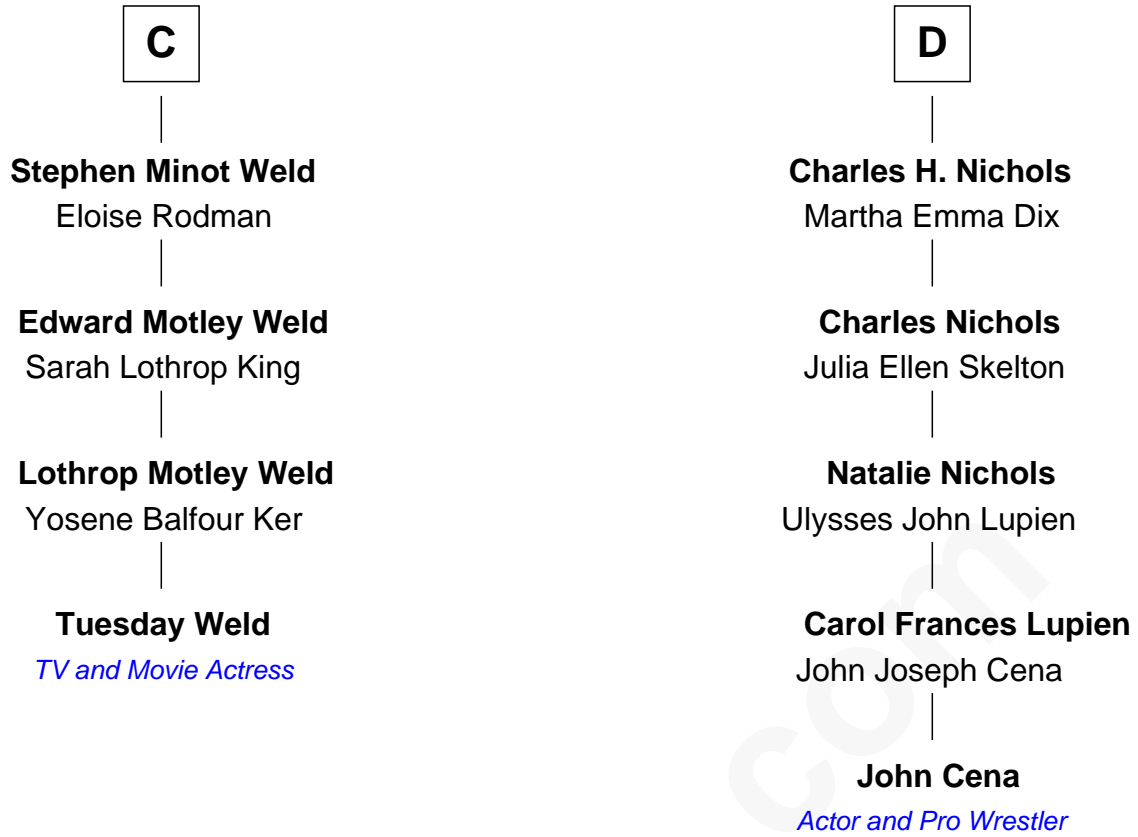 C
Stephen Minot Weld
Eloise Rodman
Edward Motley Weld
Sarah Lothrop King
Lothrop Motley Weld
Yosene Balfour Ker
Tuesday Weld
TV and Movie Actress
D
Charles H. Nichols
Martha Emma Dix
Charles Nichols
Julia Ellen Skelton
Natalie Nichols
Ulysses John Lupien
Carol Frances Lupien
John Joseph Cena
John Cena
Actor and Pro Wrestler
com